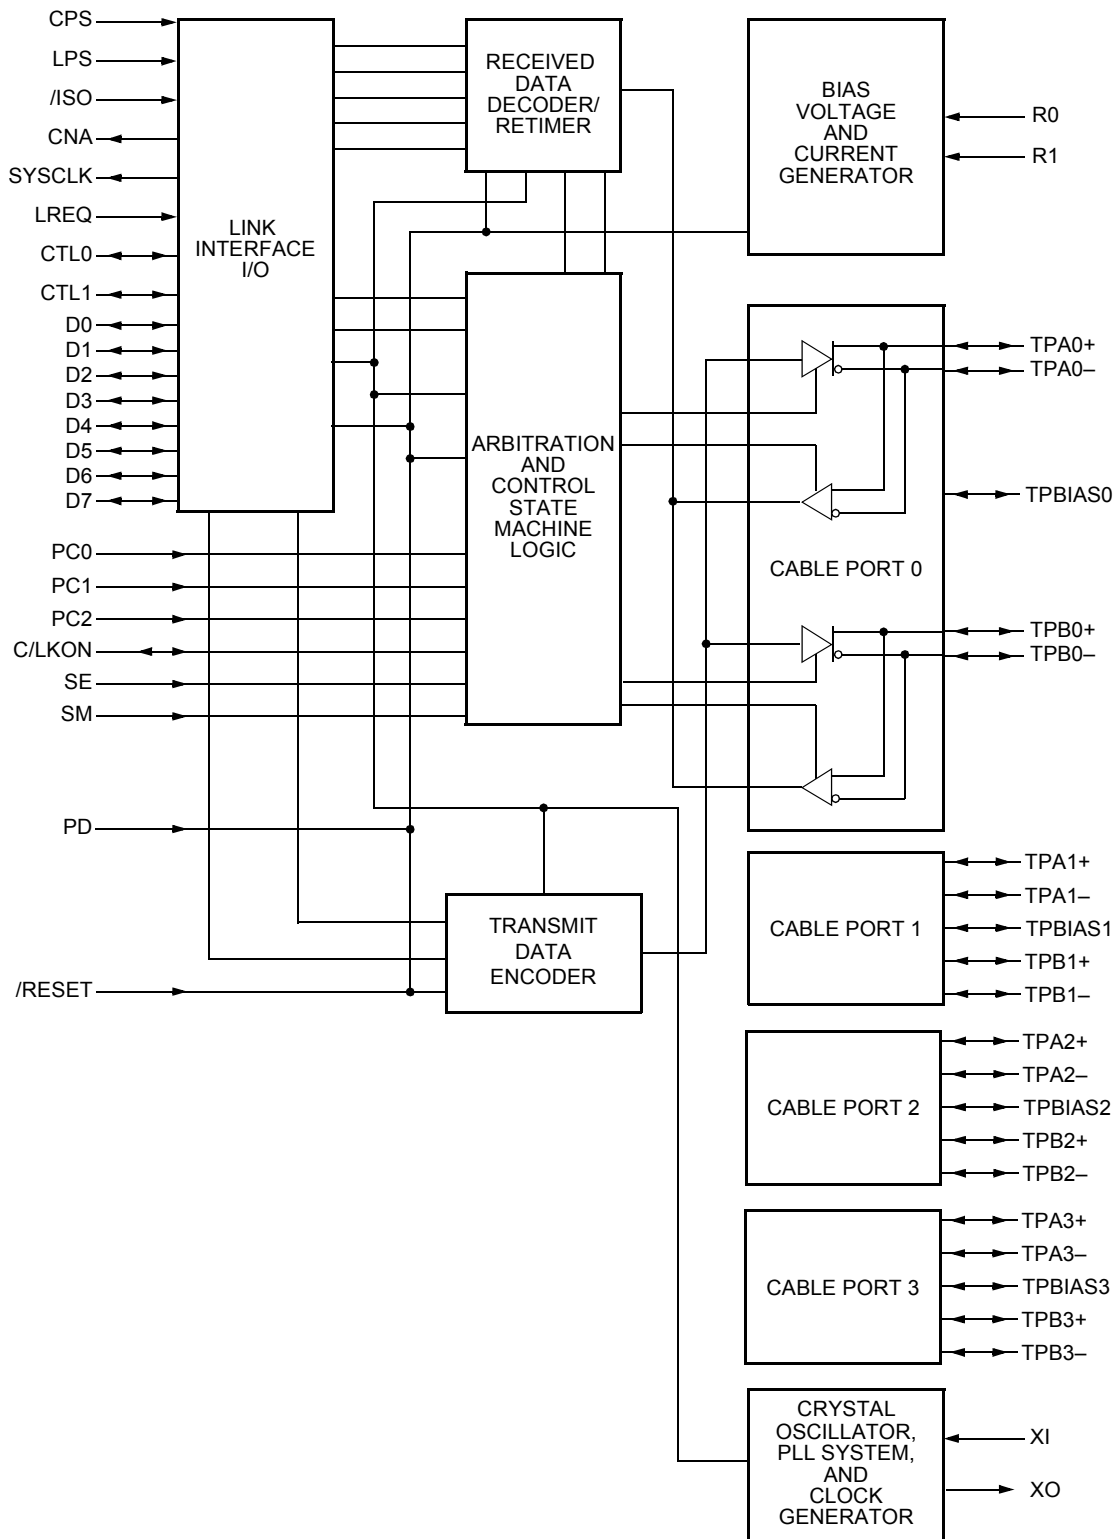 CPS
LPS
/ISO
CNA
SYSCLK
LREQ
CTL0
CTL1
D0
D1
D2
D3
D4
D5
D6
D7
PC0
PC1
PC2
C/LKON
SE
SM
PD
/RESET
LINK
INTERFACE
I/O
RECEIVED
DATA
DECODER/
RETIMER
ARBITRATION
AND
CONTROL
STATE
MACHINE
LOGIC
TRANSMIT
DATA
ENCODER
BIAS
VOLTAGE
AND
CURRENT
GENERATOR
R0
R1
CABLE PORT 0
TPA0+
TPA0–
TPBIAS0
TPB0+
TPB0–
CABLE PORT 1
TPA1+
TPA1–
TPBIAS1
TPB1+
TPB1–
CABLE PORT 2
TPA2+
TPA2–
TPBIAS2
TPB2+
TPB2–
CABLE PORT 3
TPA3+
TPA3–
TPBIAS3
TPB3+
TPB3–
CRYSTAL
OSCILLATOR,
PLL SYSTEM,
AND
CLOCK
GENERATOR
XI
XO